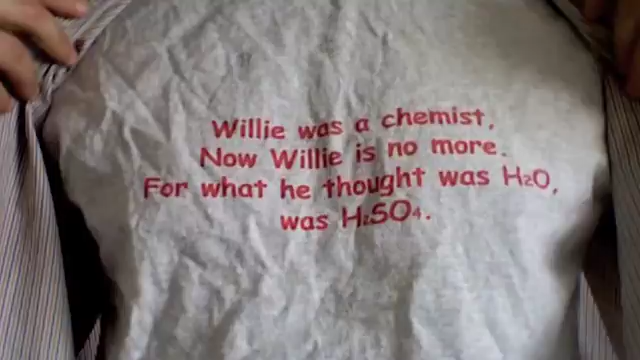 Willie was a chemist,
Now Willie is no more.
For what he thought was H₂O,
was H₂SO₄.